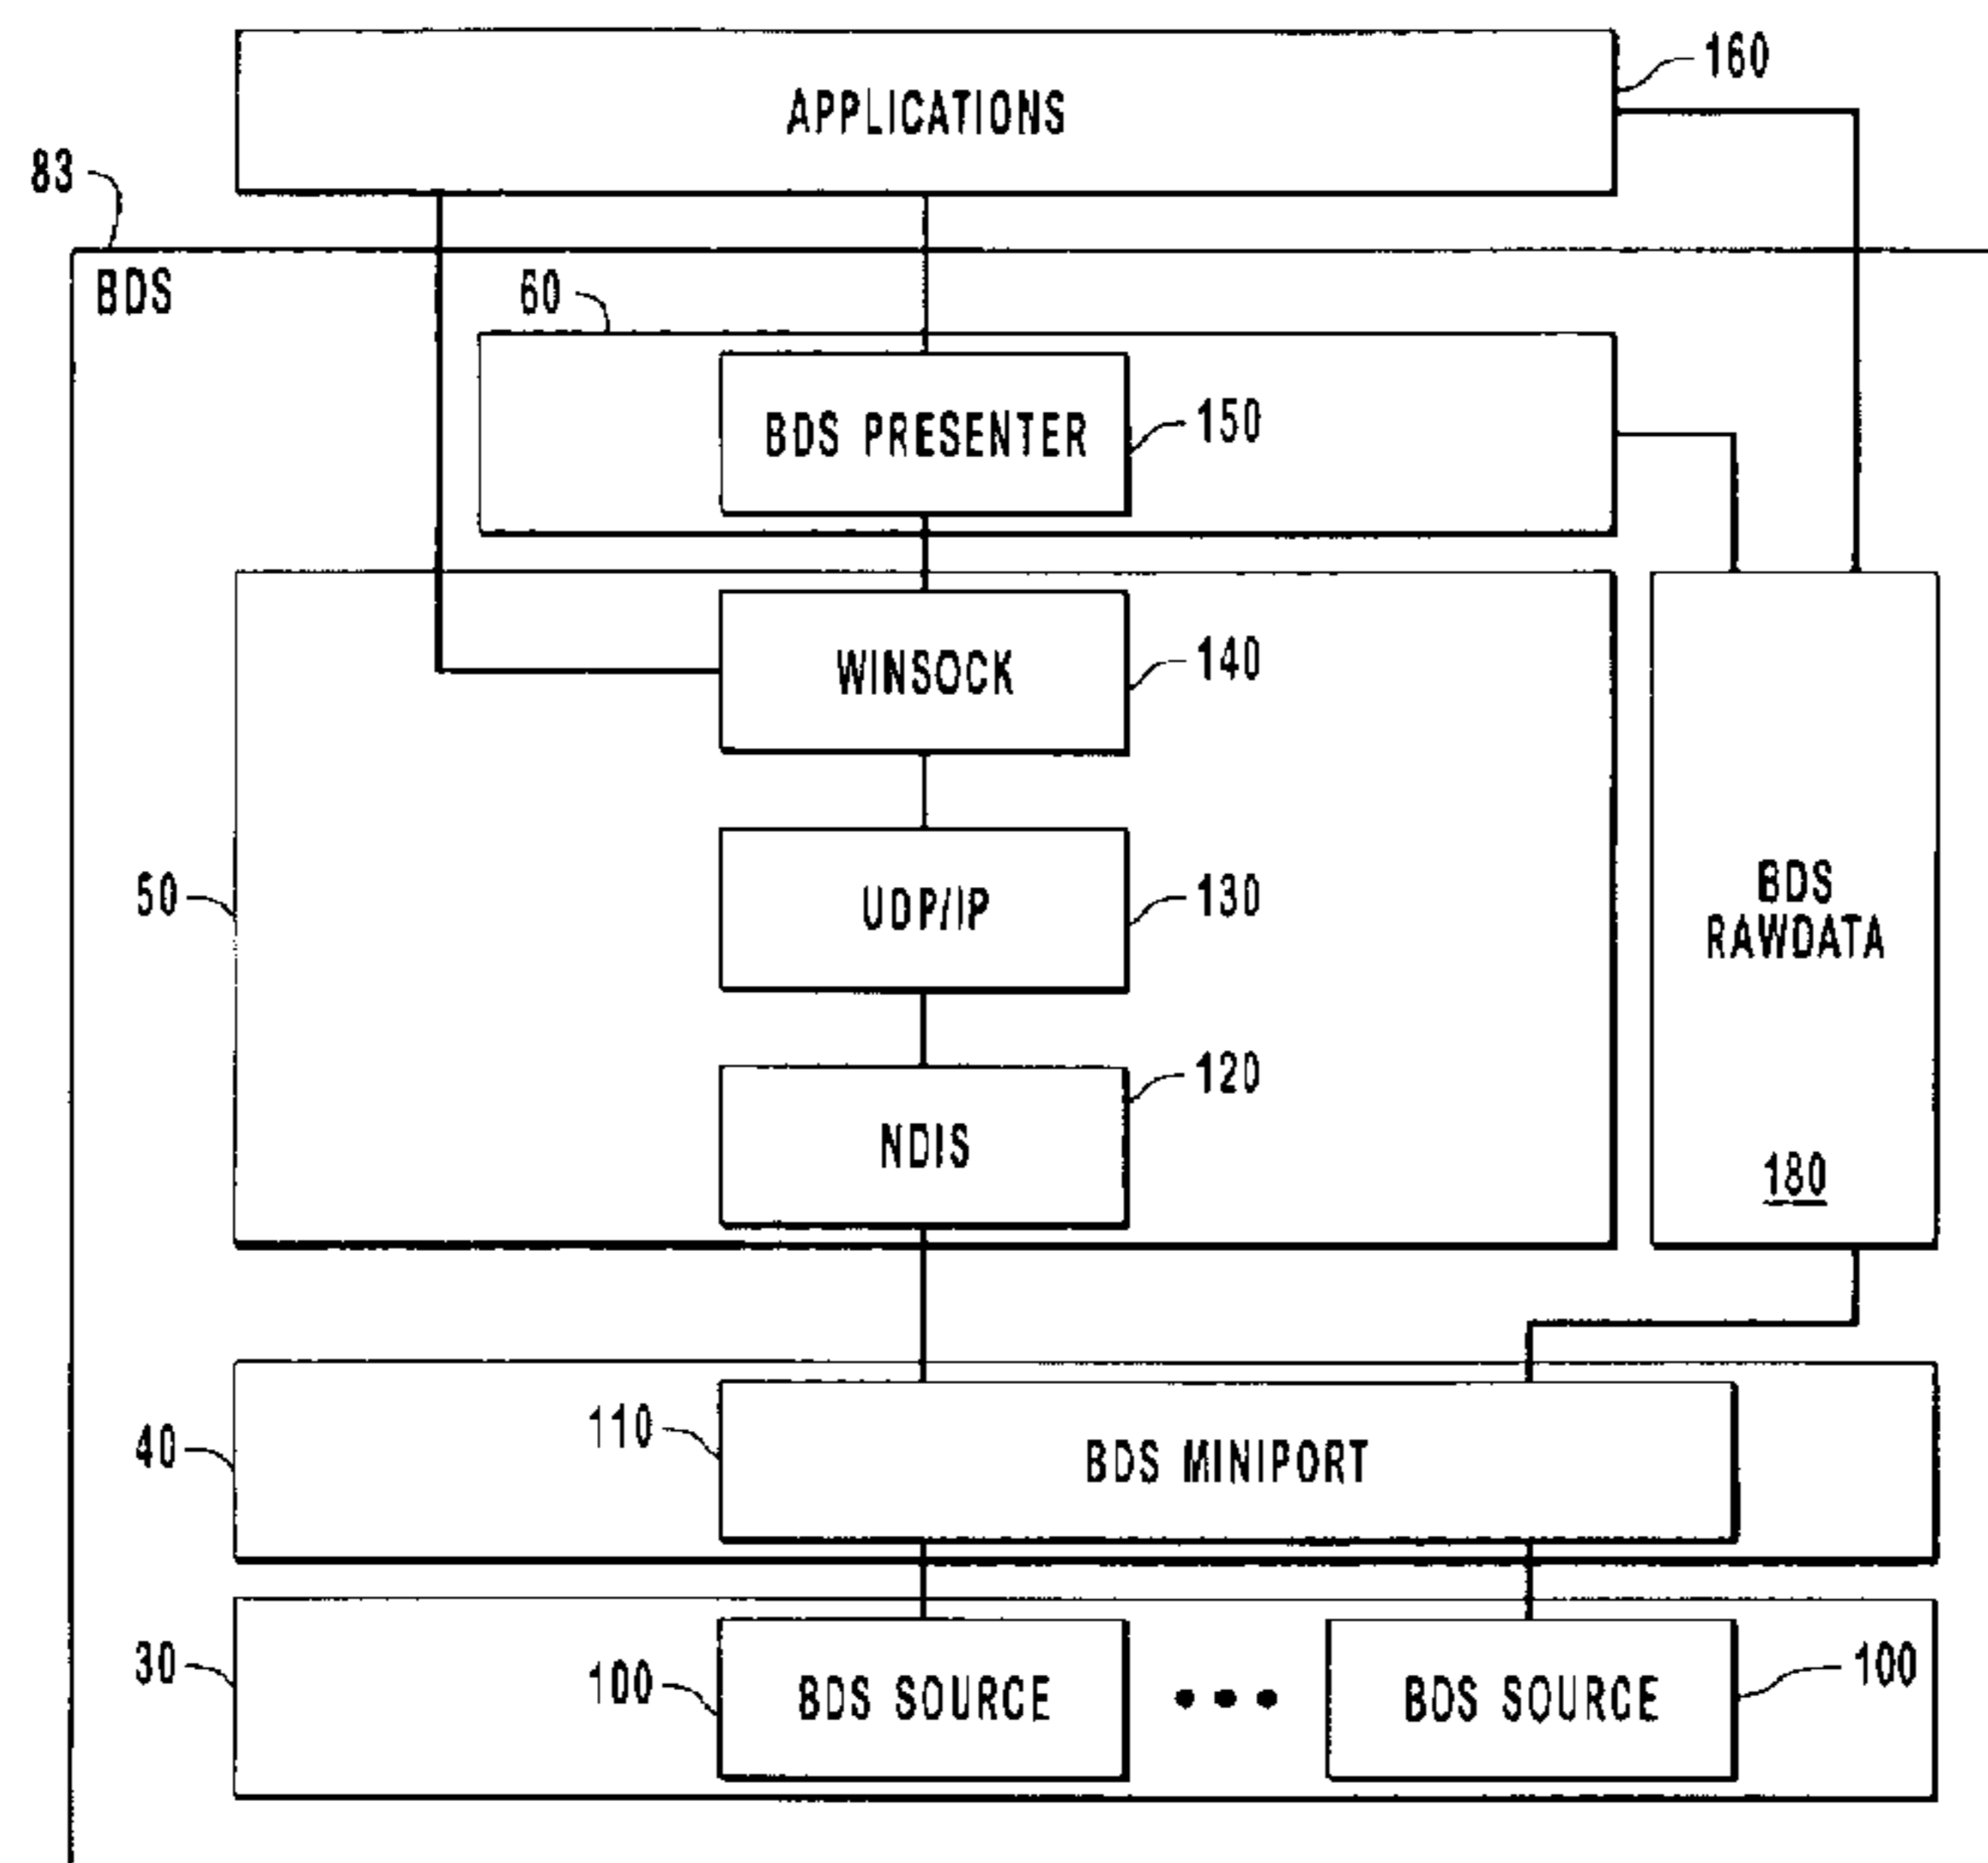 APPLICATIONS
160
83
BDS
60
BDS PRESENTER
150
WINSOCK
140
50
UDP/IP
130
BDS
RAWDATA
NDIS
120
180
40
110
BDS MINIPORT
30
100
BDS SOURCE
BDS SOURCE
100